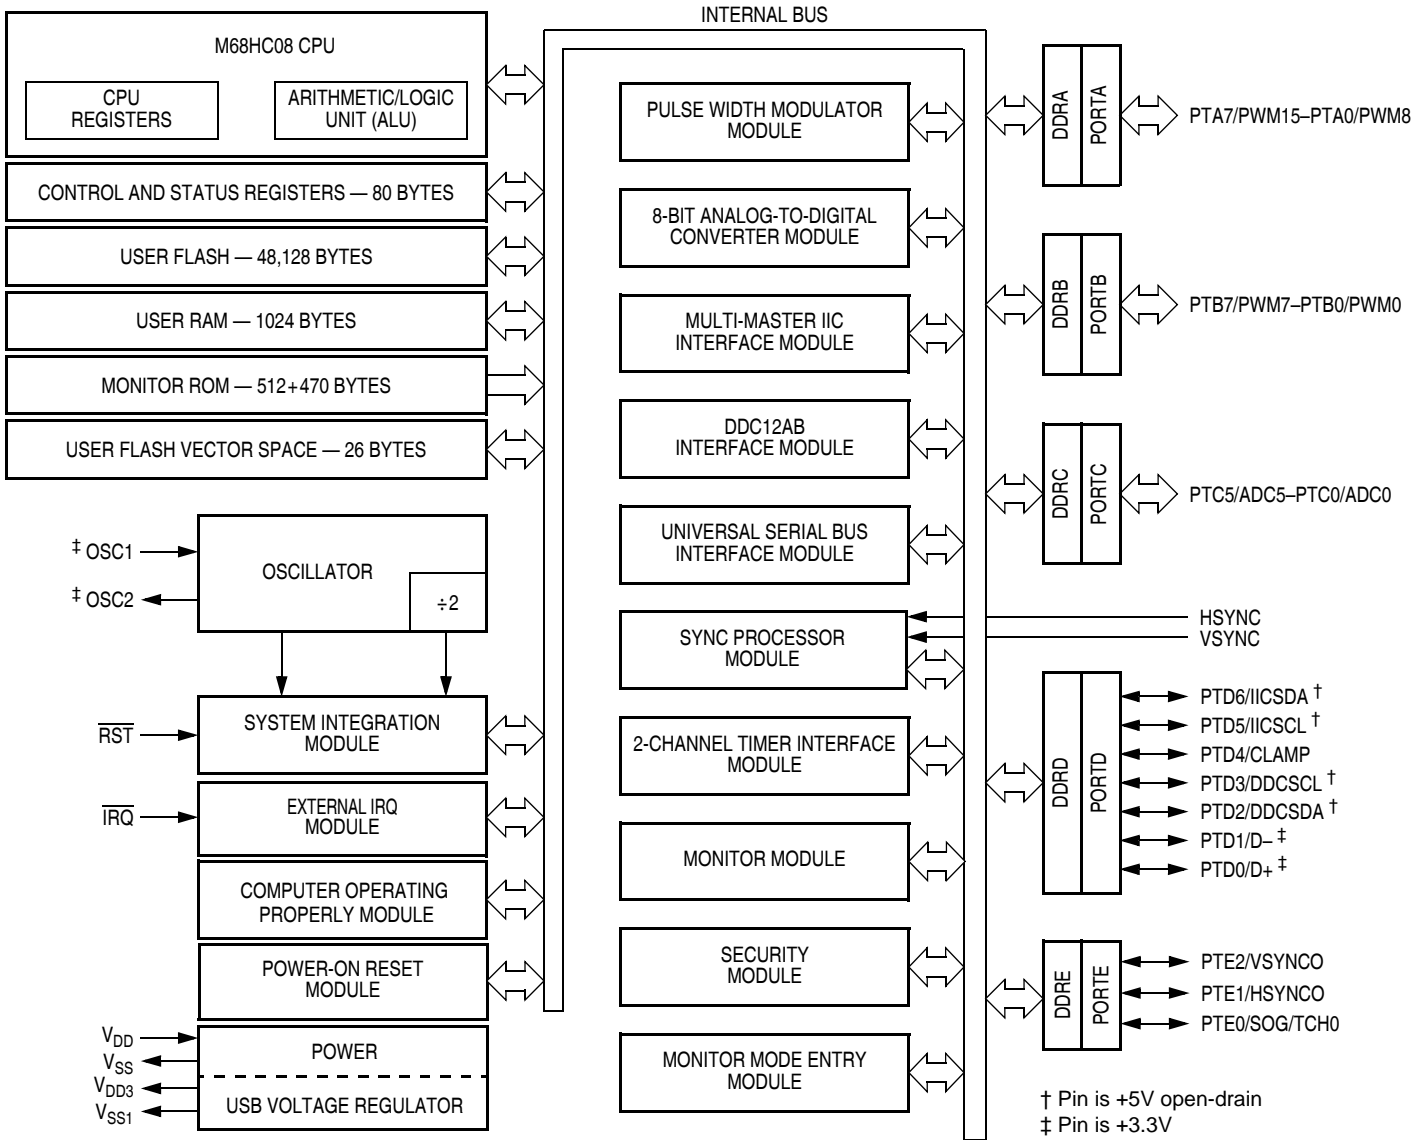 INTERNAL BUS
M68HC08 CPU
CPU
REGISTERS
ARITHMETIC/LOGIC
UNIT (ALU)
CONTROL AND STATUS REGISTERS — 80 BYTES
USER FLASH — 48,128 BYTES
USER RAM — 1024 BYTES
MONITOR ROM — 512+470 BYTES
USER FLASH VECTOR SPACE — 26 BYTES
‡ OSC1
‡ OSC2
OSCILLATOR
÷2
RST
SYSTEM INTEGRATION
MODULE
IRQ
EXTERNAL IRQ
MODULE
COMPUTER OPERATING
PROPERLY MODULE
POWER-ON RESET
MODULE
VDD
VSS
VDD3
VSS1
POWER
USB VOLTAGE REGULATOR
PULSE WIDTH MODULATOR
MODULE
8-BIT ANALOG-TO-DIGITAL
CONVERTER MODULE
MULTI-MASTER IIC
INTERFACE MODULE
DDC12AB
INTERFACE MODULE
UNIVERSAL SERIAL BUS
INTERFACE MODULE
SYNC PROCESSOR
MODULE
2-CHANNEL TIMER INTERFACE
MODULE
MONITOR MODULE
SECURITY
MODULE
MONITOR MODE ENTRY
MODULE
DDRA
PORTA
PTA7/PWM15–PTA0/PWM8
DDRB
PORTB
PTB7/PWM7–PTB0/PWM0
DDRC
PORTC
PTC5/ADC5–PTC0/ADC0
HSYNC
VSYNC
DDRD
PORTD
PTD6/IICSDA †
PTD5/IICSCL †
PTD4/CLAMP
PTD3/DDCSCL †
PTD2/DDCSDA †
PTD1/D– ‡
PTD0/D+ ‡
DDRE
PORTE
PTE2/VSYNCO
PTE1/HSYNCO
PTE0/SOG/TCH0
† Pin is +5V open-drain
‡ Pin is +3.3V